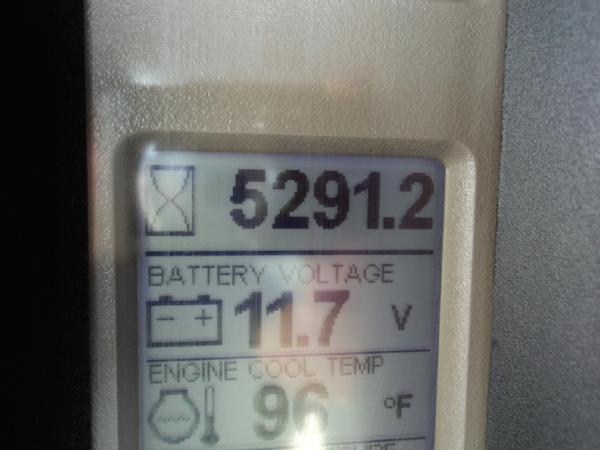 5291.2
BATTERY VOLTAGE
- + 11.7 V
ENGINE COOL TEMP
96 °F